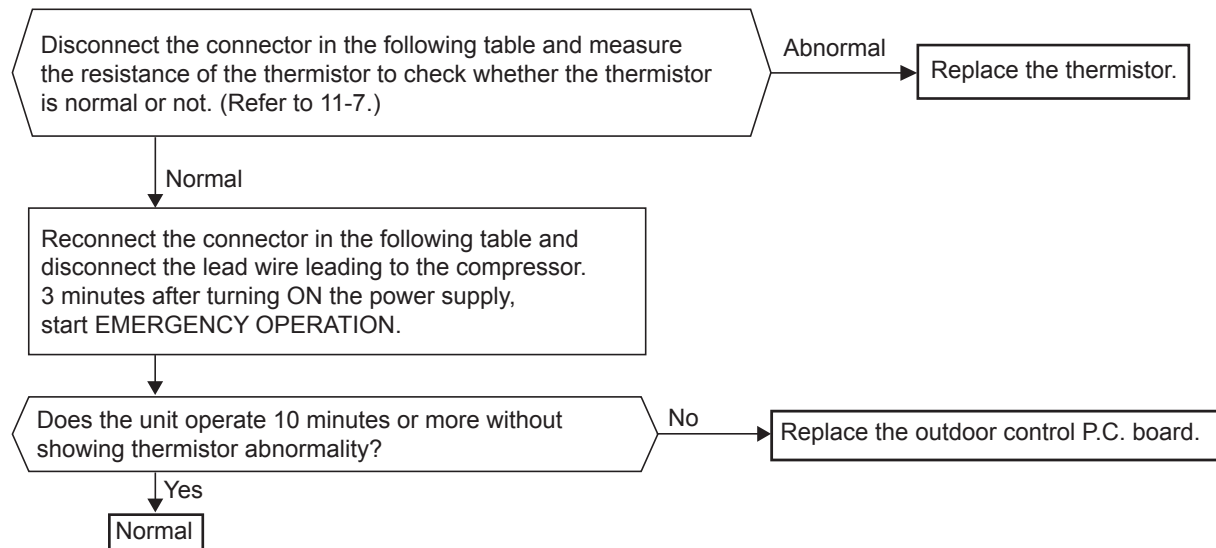 Disconnect the connector in the following table and measure
the resistance of the thermistor to check whether the thermistor
is normal or not. (Refer to 11-7.)
Abnormal
Replace the thermistor.
Normal
Reconnect the connector in the following table and
disconnect the lead wire leading to the compressor.
3 minutes after turning ON the power supply,
start EMERGENCY OPERATION.
Does the unit operate 10 minutes or more without
showing thermistor abnormality?
No
Replace the outdoor control P.C. board.
Yes
Normal